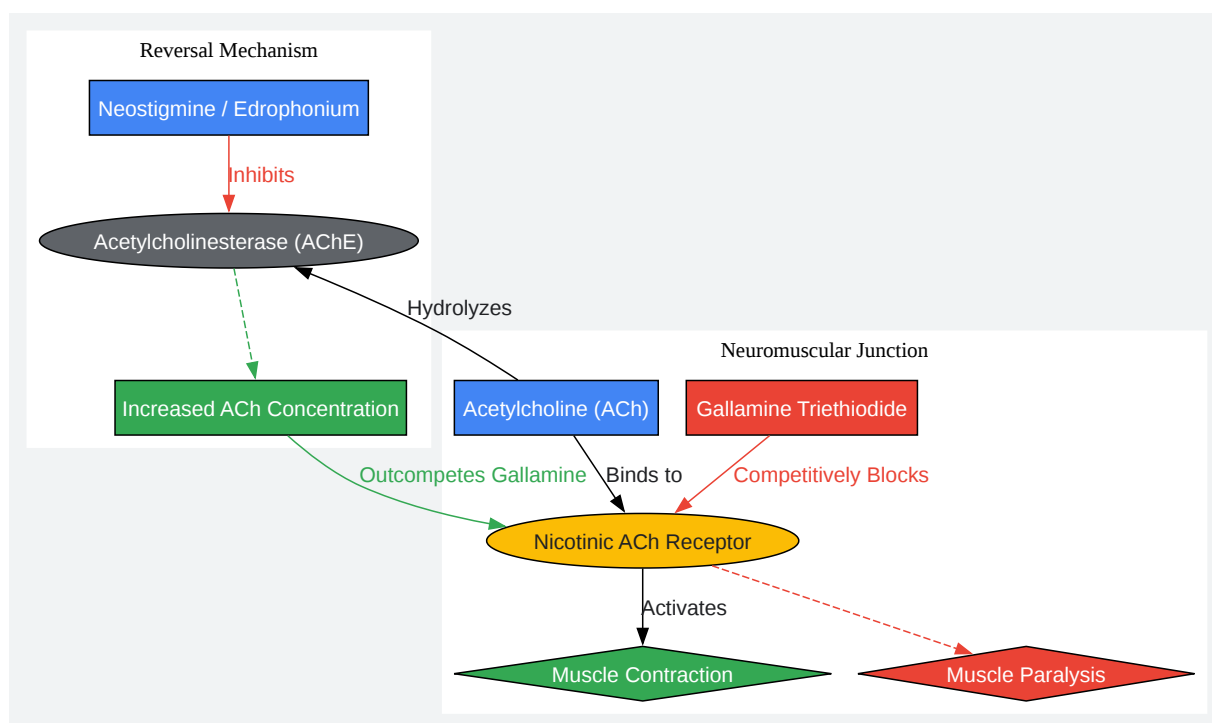 Reversal Mechanism
Neostigmine / Edrophonium
Inhibits
Acetylcholinesterase (AChE)
Hydrolyzes
Neuromuscular Junction
Increased ACh Concentration
Acetylcholine (ACh)
Gallamine Triethiodide
Outcompetes Gallamine
Binds to
Competitively Blocks
Nicotinic ACh Receptor
Activates
Muscle Contraction
Muscle Paralysis